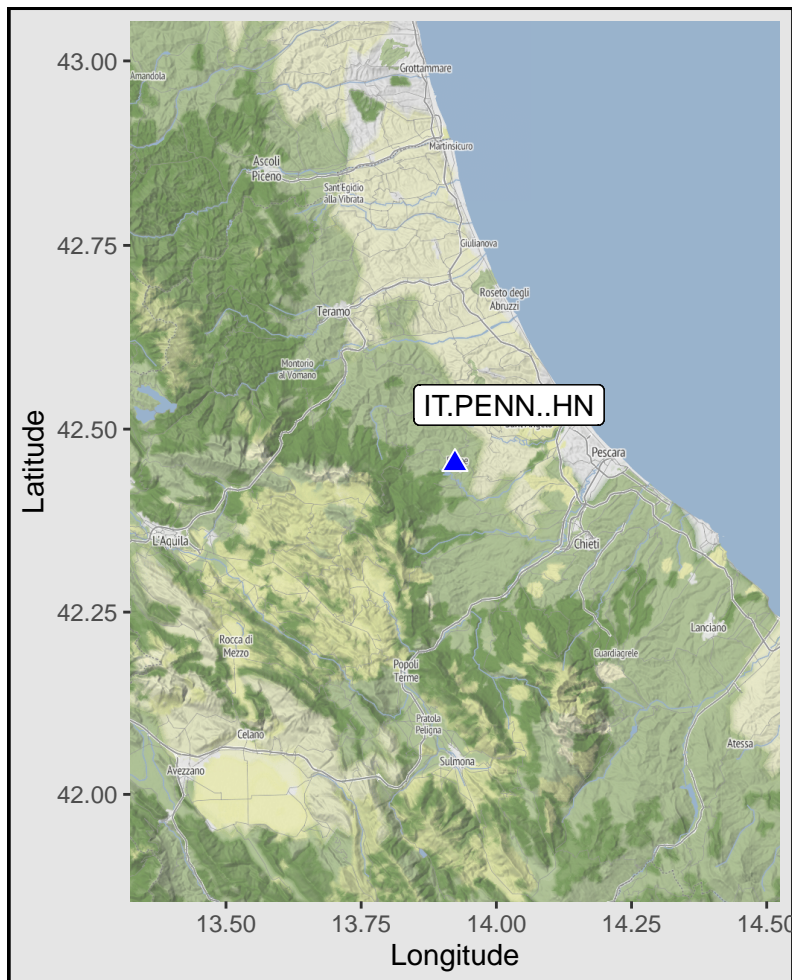 43.00
42.75
42.50
42.25
42.00
Latitude
Amandola
Grottammare
Ascoli
Piceno
Martinsicuro
Sant'Egidio
alla Vibrata
Giulianova
Roseto degli
Abruzzi
Teramo
Montorio
al Vomano
IT.PENN..HN
Pescara
L'Aquila
Chieti
Rocca di
Mezzo
Lanciano
Guardiagrele
Popoli
Terme
Pratola
Peligna
Celano
Atessa
Avezzano
Sulmona
13.50
13.75
14.00
14.25
14.50
Longitude